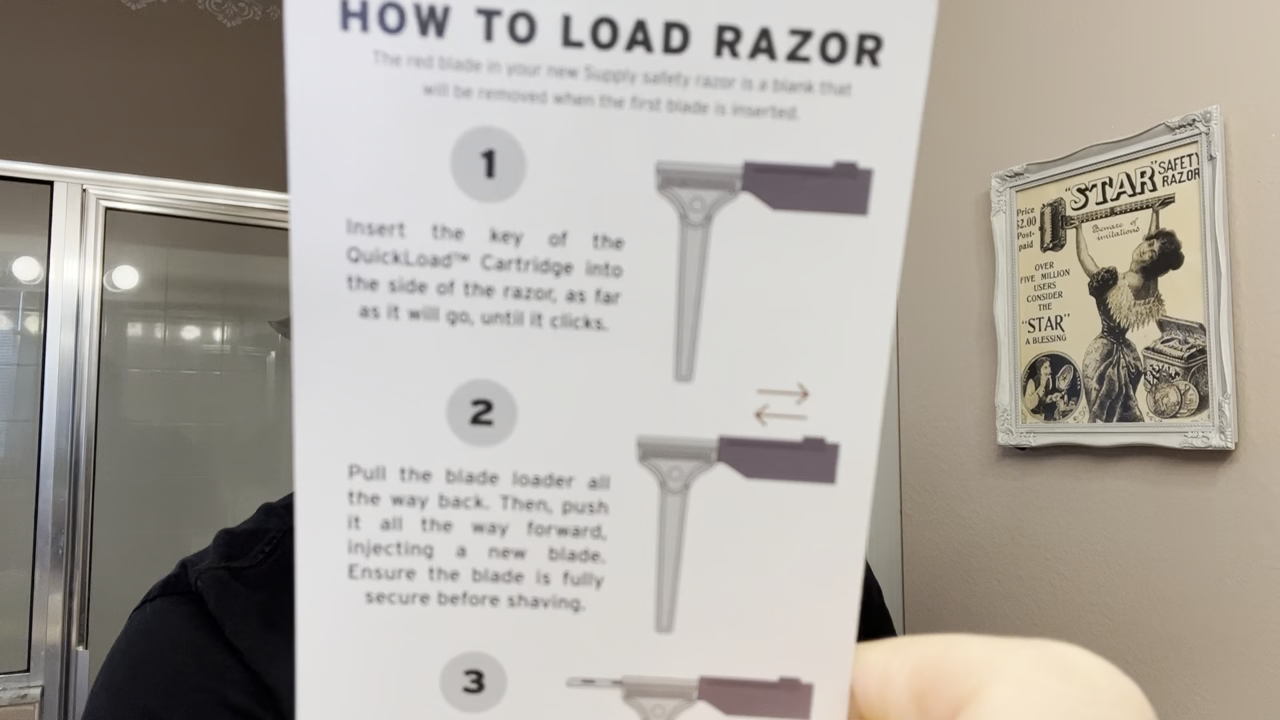 HOW TO LOAD RAZOR
The red blade in your new Supply safety razor is a blank that
will be removed when the first blade is inserted.
1
Insert the key of the
QuickLoad™ Cartridge into
the side of the razor, as far
as it will go, until it clicks.
2
Pull the blade loader all
the way back. Then, push
it all the way forward,
injecting a new blade.
Ensure the blade is fully
secure before shaving.
3
"STAR" SAFETY
RAZOR
Price
$2.00
Post-
paid
Beware of
imitations
OVER
FIVE MILLION
USERS
CONSIDER
THE
"STAR"
A BLESSING